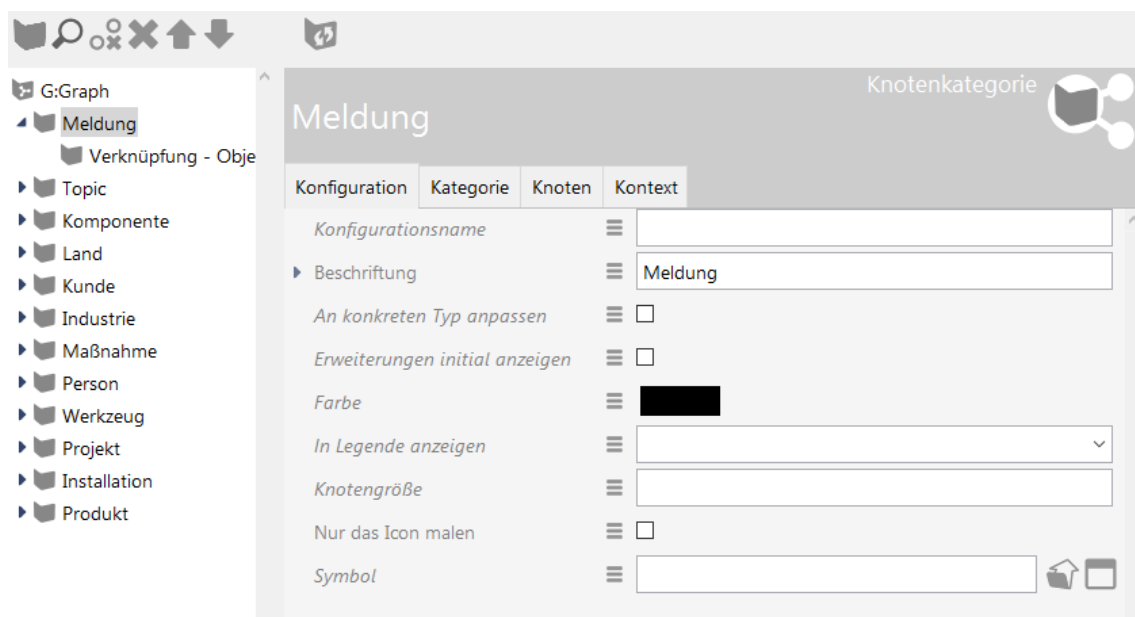 G:Graph
Meldung
Verknüpfung - Obje
Topic
Komponente
Land
Kunde
Industrie
Maßnahme
Person
Werkzeug
Projekt
Installation
Produkt
Knotenkategorie
Meldung
Konfiguration Kategorie Knoten Kontext
Konfigurationsname
Beschriftung Meldung
An konkreten Typ anpassen
Erweiterungen initial anzeigen
Farbe
In Legende anzeigen
Knotengröße
Nur das Icon malen
Symbol